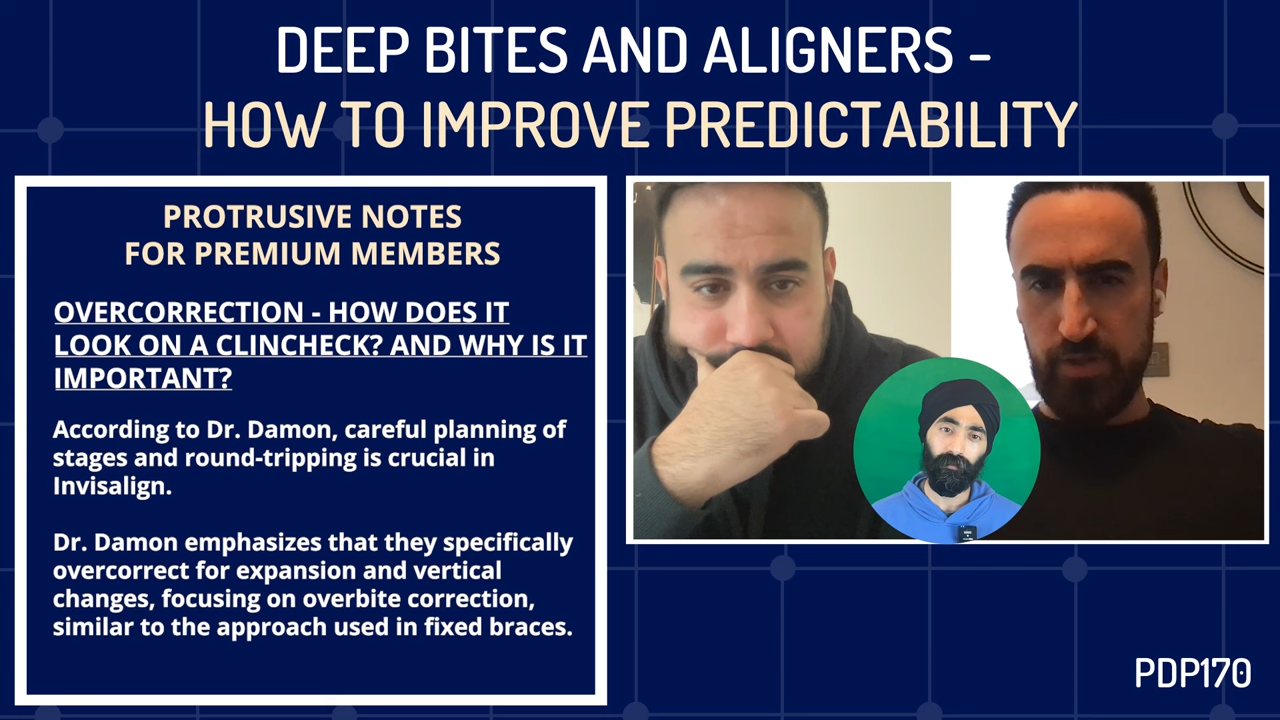 DEEP BITES AND ALIGNERS -
HOW TO IMPROVE PREDICTABILITY
PROTRUSIVE NOTES
FOR PREMIUM MEMBERS
OVERCORRECTION - HOW DOES IT
LOOK ON A CLINCHECK? AND WHY IS IT
IMPORTANT?
According to Dr. Damon, careful planning of
stages and round-tripping is crucial in
Invisalign.
Dr. Damon emphasizes that they specifically
overcorrect for expansion and vertical
changes, focusing on overbite correction,
similar to the approach used in fixed braces.
PDP170